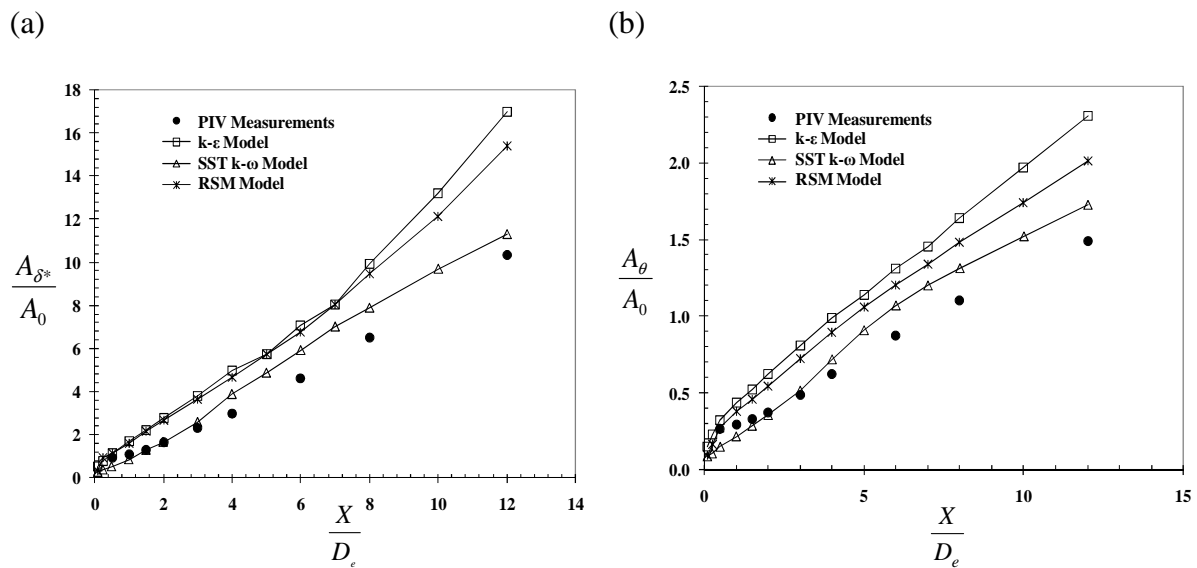 (a)
(b)
18
16
14
12
10
8
6
4
2
0
A_δ* / A_0
PIV Measurements
k-ε Model
SST k-ω Model
RSM Model
0 2 4 6 8 10 12 14
X / D_e
2.5
2.0
1.5
1.0
0.5
0.0
A_θ / A_0
PIV Measurements
k-ε Model
SST k-ω Model
RSM Model
0 5 10 15
X / D_e